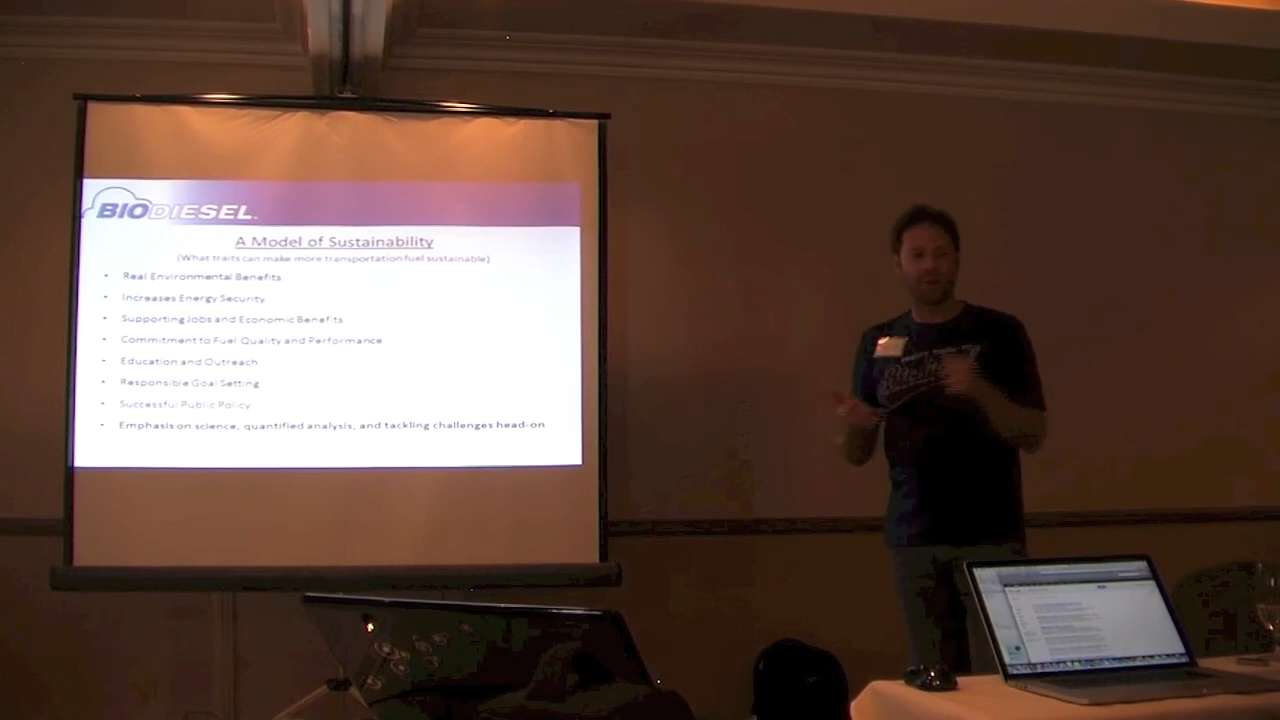 BIODIESEL
A Model of Sustainability
(What traits can make more transportation fuel sustainable)
- Real Environmental Benefits
- Increases Energy Security
- Supporting Jobs and Economic Benefits
- Commitment to Fuel Quality and Performance
- Education and Outreach
- Responsible Goal Setting
- Successful Public Policy
- Emphasis on science, quantified analysis, and tackling challenges head-on